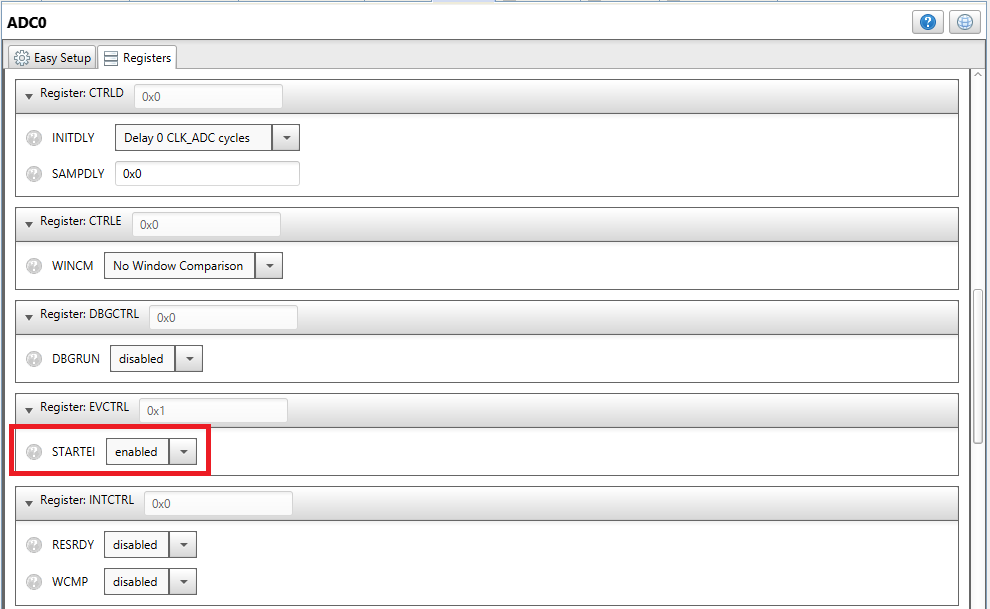 ADC0
Easy Setup Registers
Register: CTRLD 0x0
INITDLY Delay 0 CLK_ADC cycles
SAMPDLY 0x0
Register: CTRLE 0x0
WINCM No Window Comparison
Register: DBGCTRL 0x0
DBGRUN disabled
Register: EVCTRL 0x1
STARTEI enabled
Register: INTCTRL 0x0
RESRDY disabled
WCMP disabled